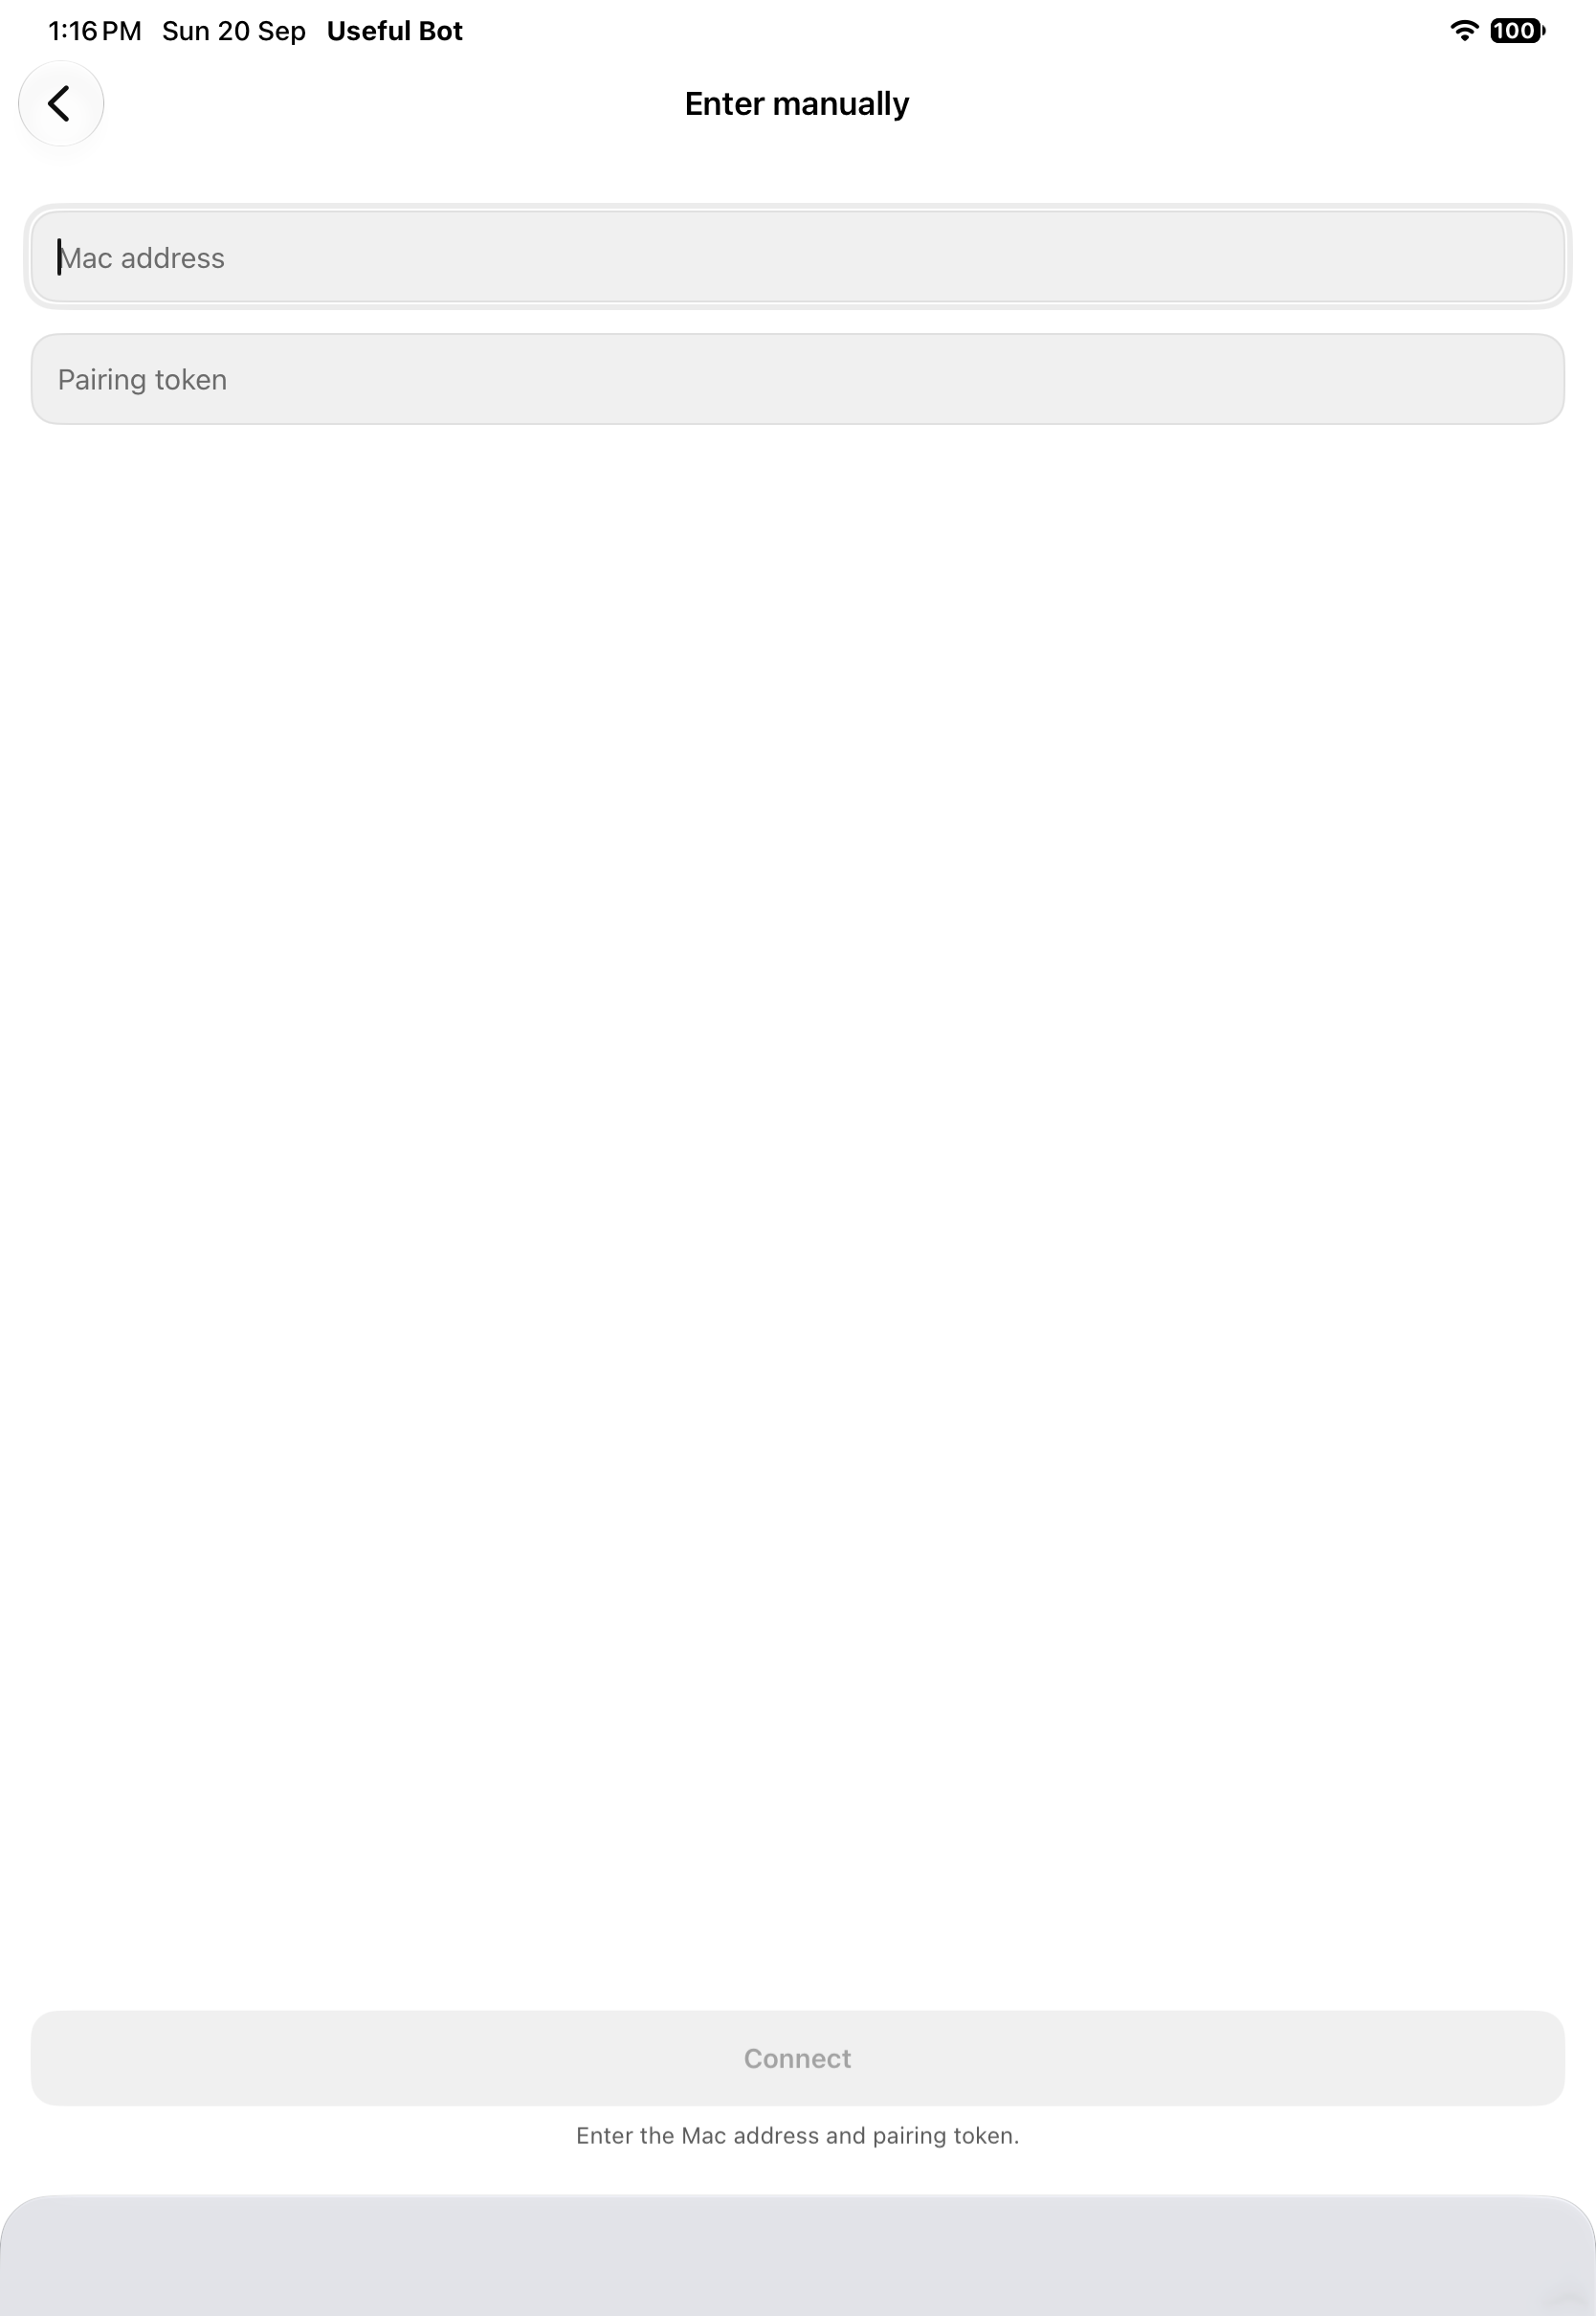 1:16 PM Sun 20 Sep Useful Bot 100
Enter manually
Mac address
Pairing token
Connect
Enter the Mac address and pairing token.